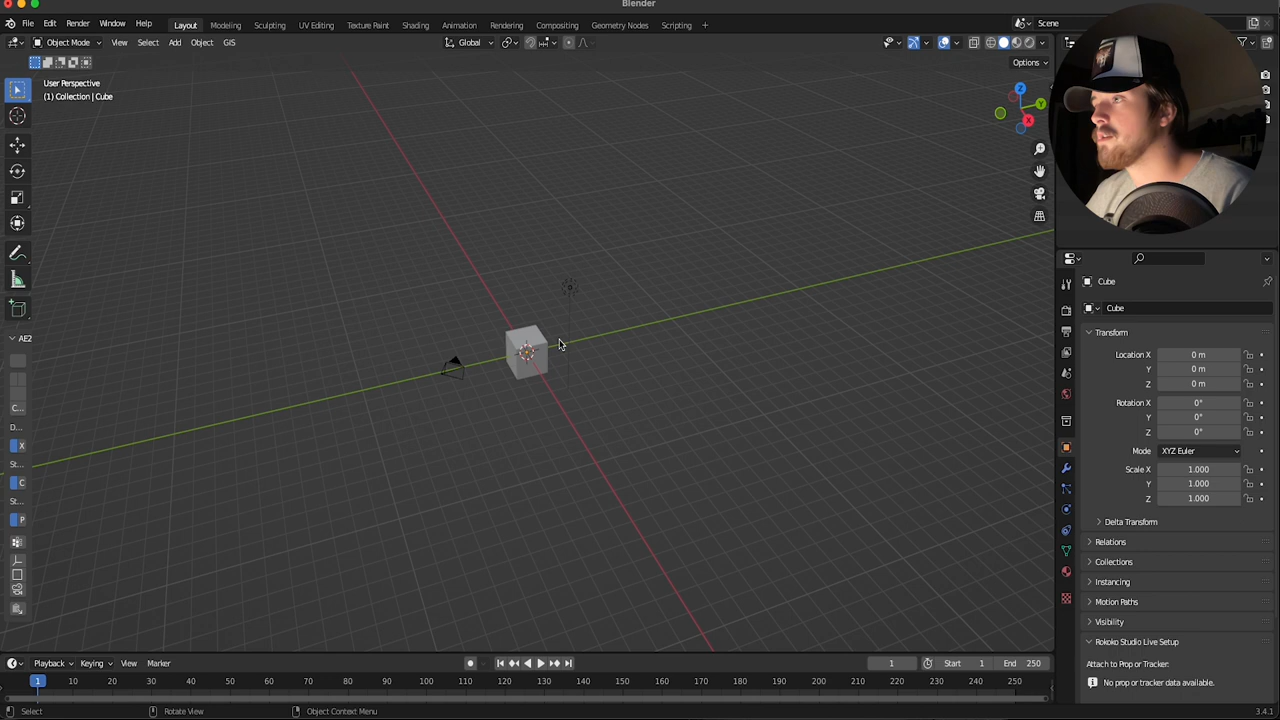 Blender
File Edit Render Window Help
Layout Modeling Sculpting UV Editing Texture Paint Shading Animation Rendering Compositing Geometry Nodes Scripting +
Scene
Object Mode View Select Add Object GIS
Global
Options
User Perspective
(1) Collection | Cube
Z
Y
X
AE2
C...
D...
X
St...
C
St...
P
Cube
Cube
Transform
Location X 0 m
Y 0 m
Z 0 m
Rotation X 0°
Y 0°
Z 0°
Mode XYZ Euler
Scale X 1.000
Y 1.000
Z 1.000
Delta Transform
Relations
Collections
Instancing
Motion Paths
Visibility
Rokoko Studio Live Setup
Attach to Prop or Tracker:
No prop or tracker data available.
Playback Keying View Marker
1 Start 1 End 250
1 10 20 30 40 50 60 70 80 90 100 110 120 130 140 150 160 170 180 190 200 210 220 230 240 250
Select Rotate View Object Context Menu 3.4.1